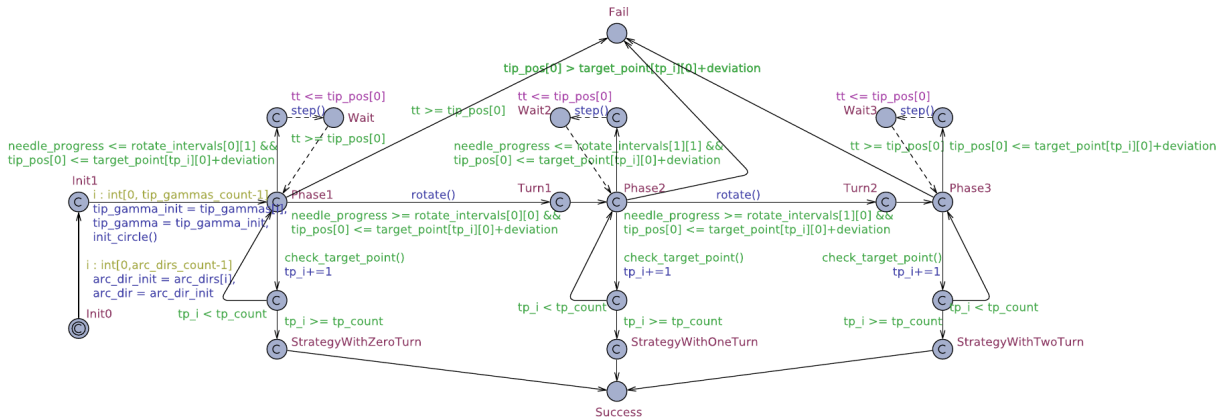 Fail
tip_pos[0] > target_point[tp_i][0]+deviation
tt <= tip_pos[0]
step()
Wait
tt >= tip_pos[0]
tt >= tip_pos[0]
tt <= tip_pos[0]
Wait2
step()
tt <= tip_pos[0]
Wait3
step()
C
C
C
needle_progress <= rotate_intervals[0][1] &&
tip_pos[0] <= target_point[tp_i][0]+deviation
needle_progress <= rotate_intervals[1][1] &&
tip_pos[0] <= target_point[tp_i][0]+deviation
tt >= tip_pos[0]
tip_pos[0] <= target_point[tp_i][0]+deviation
Init1
C
i : int[0, tip_gammas_count-1]
tip_gamma_init = tip_gammas[i],
tip_gamma = tip_gamma_init,
init_circle()
C
Phase1
rotate()
Turn1
C
C
Phase2
rotate()
Turn2
C
C
Phase3
needle_progress >= rotate_intervals[0][0] &&
tip_pos[0] <= target_point[tp_i][0]+deviation
needle_progress >= rotate_intervals[1][0] &&
tip_pos[0] <= target_point[tp_i][0]+deviation
i : int[0,arc_dirs_count-1]
arc_dir_init = arc_dirs[i],
arc_dir = arc_dir_init
Init0
C
check_target_point()
tp_i+=1
check_target_point()
tp_i+=1
check_target_point()
tp_i+=1
C
C
C
tp_i < tp_count
tp_i < tp_count
tp_i < tp_count
tp_i >= tp_count
tp_i >= tp_count
tp_i >= tp_count
C
StrategyWithZeroTurn
C
StrategyWithOneTurn
C
StrategyWithTwoTurn
Success